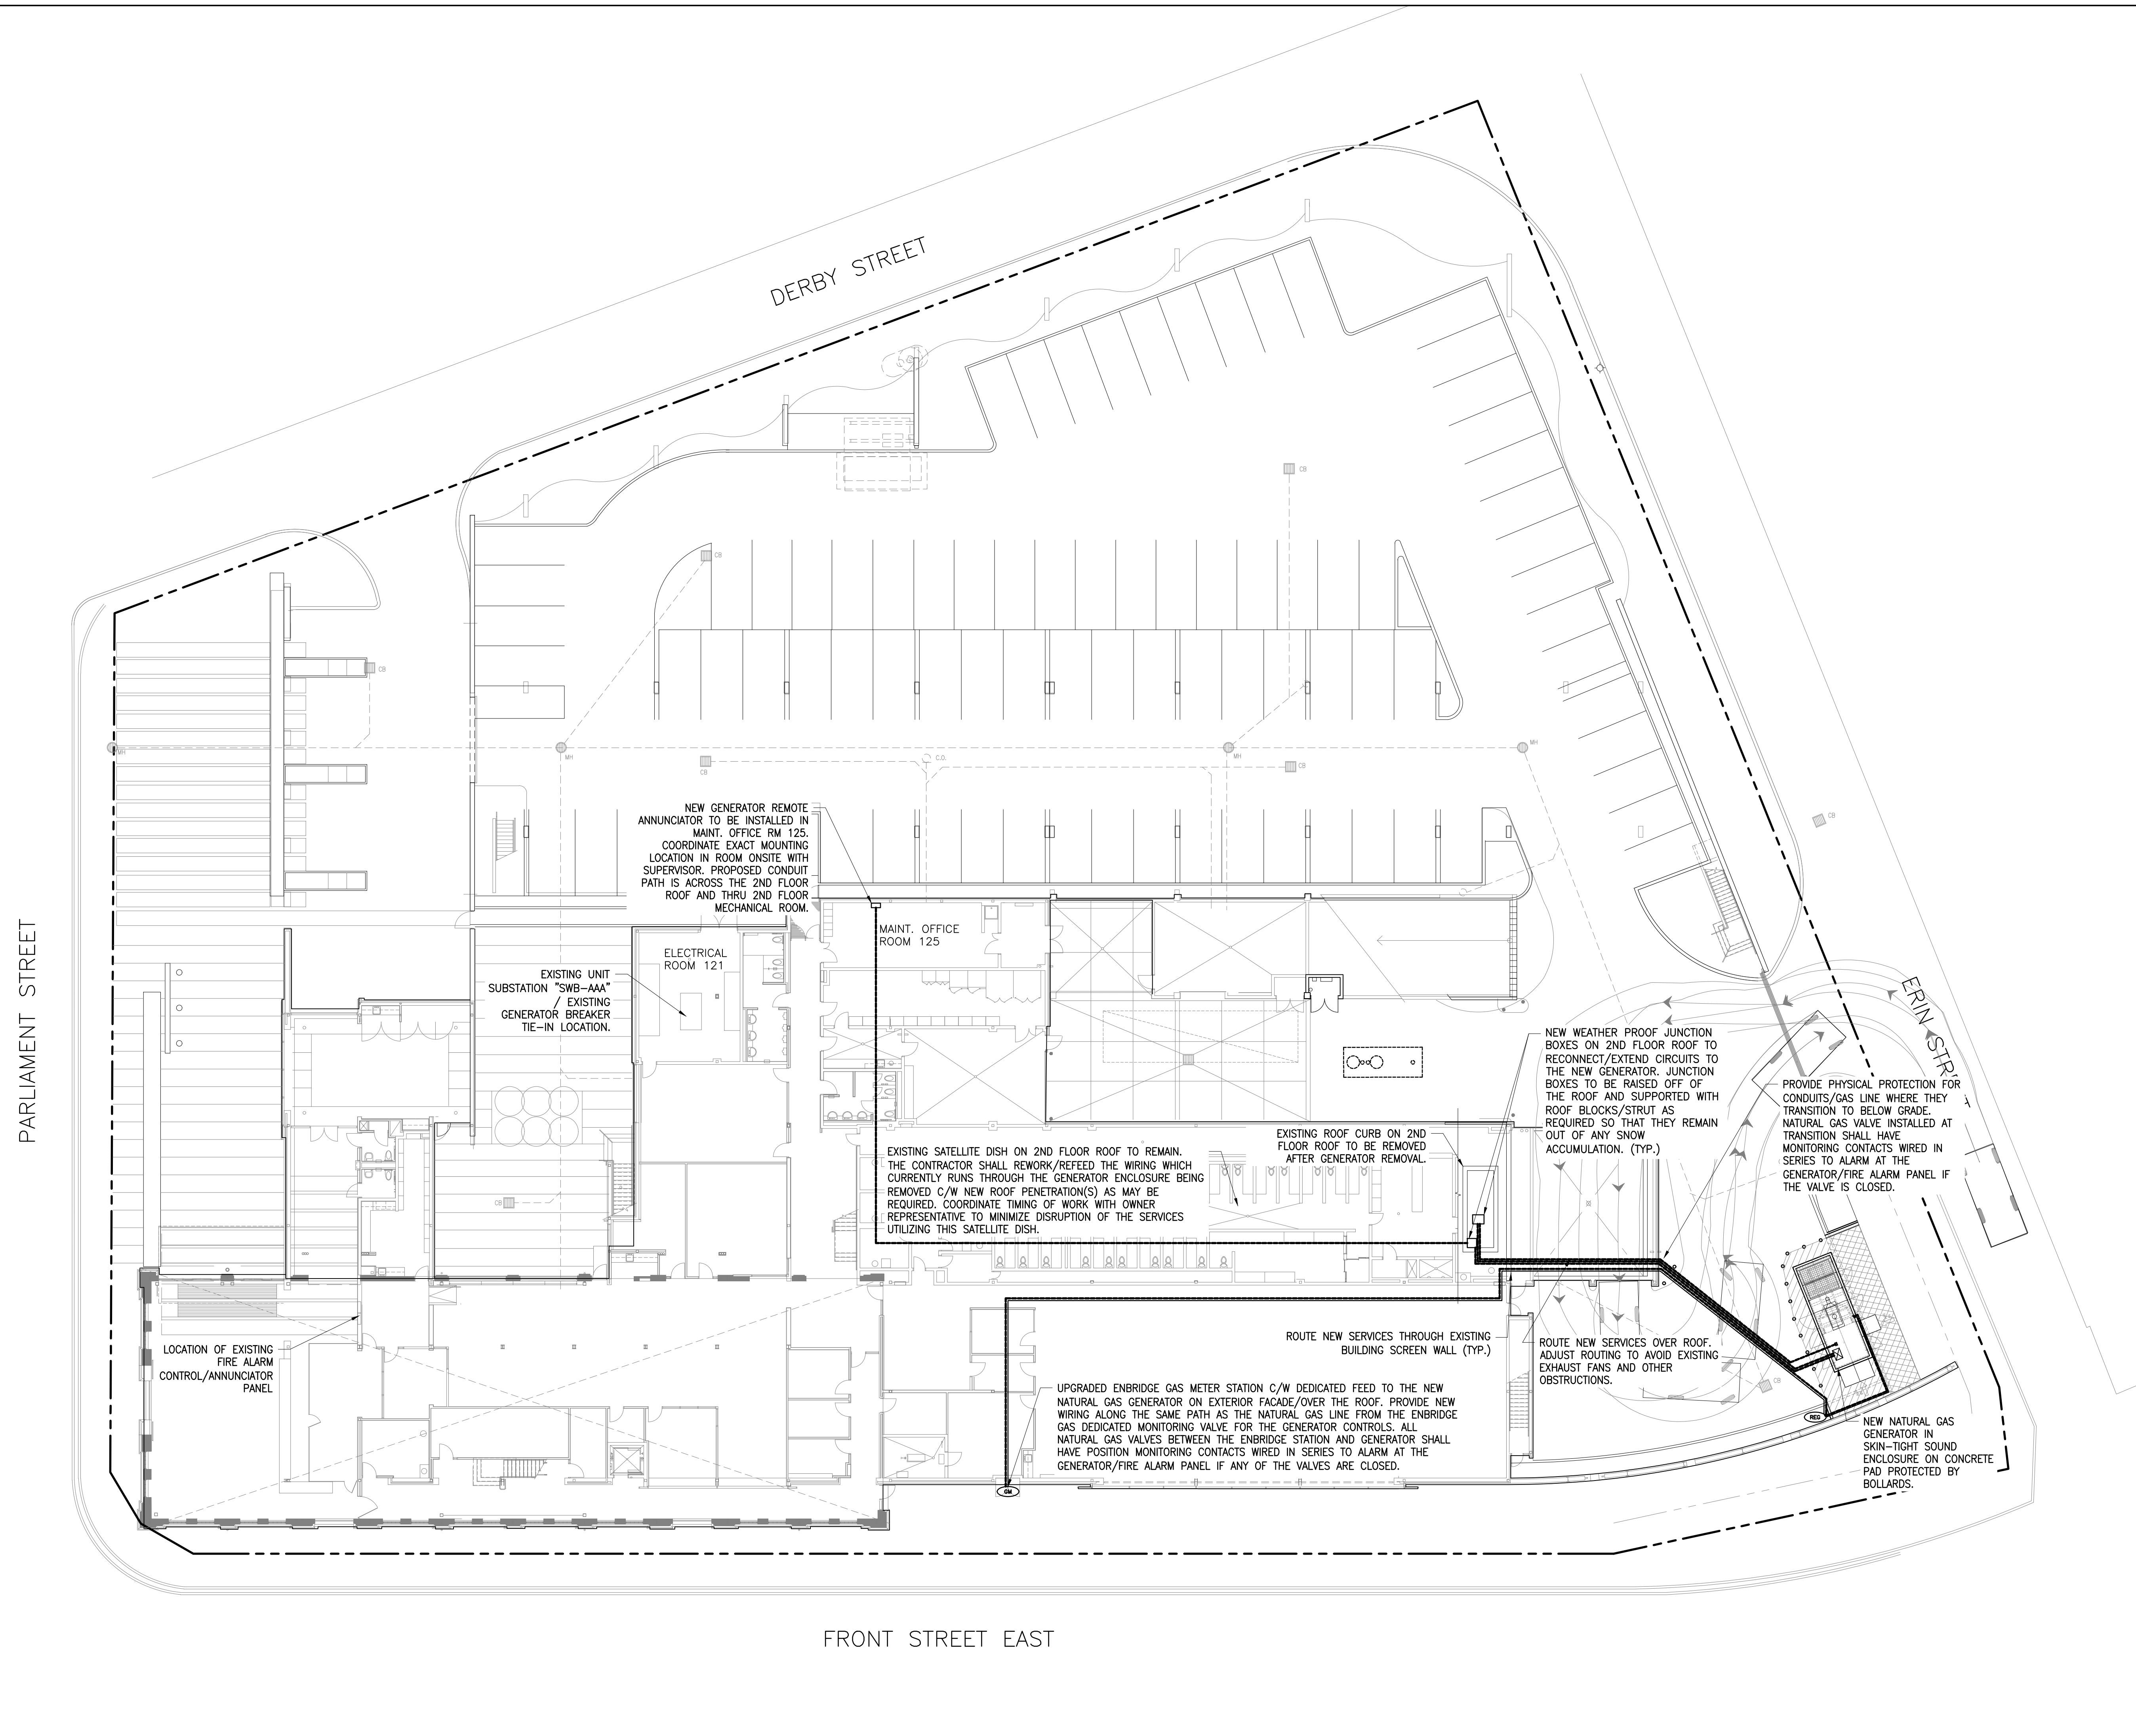 DERBY STREET
CB
CB
CB
MH
MH
CB
C.O.
MH
CB
MH
CB
NEW GENERATOR REMOTE
ANNUNCIATOR TO BE INSTALLED IN
MAINT. OFFICE RM 125.
COORDINATE EXACT MOUNTING
LOCATION IN ROOM ONSITE WITH
SUPERVISOR. PROPOSED CONDUIT
PATH IS ACROSS THE 2ND FLOOR
ROOF AND THRU 2ND FLOOR
MECHANICAL ROOM.
PARLIAMENT STREET
MAINT. OFFICE
ROOM 125
ELECTRICAL
ROOM 121
EXISTING UNIT
SUBSTATION "SWB-AAA"
/ EXISTING
GENERATOR BREAKER
TIE-IN LOCATION.
ERIN STR
NEW WEATHER PROOF JUNCTION
BOXES ON 2ND FLOOR ROOF TO
RECONNECT/EXTEND CIRCUITS TO
THE NEW GENERATOR. JUNCTION
BOXES TO BE RAISED OFF OF
THE ROOF AND SUPPORTED WITH
ROOF BLOCKS/STRUT AS
REQUIRED SO THAT THEY REMAIN
OUT OF ANY SNOW
ACCUMULATION. (TYP.)
PROVIDE PHYSICAL PROTECTION FOR
CONDUITS/GAS LINE WHERE THEY
TRANSITION TO BELOW GRADE.
NATURAL GAS VALVE INSTALLED AT
TRANSITION SHALL HAVE
MONITORING CONTACTS WIRED IN
SERIES TO ALARM AT THE
GENERATOR/FIRE ALARM PANEL IF
THE VALVE IS CLOSED.
EXISTING ROOF CURB ON 2ND
FLOOR ROOF TO BE REMOVED
AFTER GENERATOR REMOVAL.
EXISTING SATELLITE DISH ON 2ND FLOOR ROOF TO REMAIN.
THE CONTRACTOR SHALL REWORK/REFEED THE WIRING WHICH
CURRENTLY RUNS THROUGH THE GENERATOR ENCLOSURE BEING
REMOVED C/W NEW ROOF PENETRATION(S) AS MAY BE
REQUIRED. COORDINATE TIMING OF WORK WITH OWNER
REPRESENTATIVE TO MINIMIZE DISRUPTION OF THE SERVICES
UTILIZING THIS SATELLITE DISH.
CB
LOCATION OF EXISTING
FIRE ALARM
CONTROL/ANNUNCIATOR
PANEL
ROUTE NEW SERVICES THROUGH EXISTING
BUILDING SCREEN WALL (TYP.)
ROUTE NEW SERVICES OVER ROOF.
ADJUST ROUTING TO AVOID EXISTING
EXHAUST FANS AND OTHER
OBSTRUCTIONS.
CB
UPGRADED ENBRIDGE GAS METER STATION C/W DEDICATED FEED TO THE NEW
NATURAL GAS GENERATOR ON EXTERIOR FACADE/OVER THE ROOF. PROVIDE NEW
WIRING ALONG THE SAME PATH AS THE NATURAL GAS LINE FROM THE ENBRIDGE
GAS DEDICATED MONITORING VALVE FOR THE GENERATOR CONTROLS. ALL
NATURAL GAS VALVES BETWEEN THE ENBRIDGE STATION AND GENERATOR SHALL
HAVE POSITION MONITORING CONTACTS WIRED IN SERIES TO ALARM AT THE
GENERATOR/FIRE ALARM PANEL IF ANY OF THE VALVES ARE CLOSED.
GM
REG
NEW NATURAL GAS
GENERATOR IN
SKIN-TIGHT SOUND
ENCLOSURE ON CONCRETE
PAD PROTECTED BY
BOLLARDS.
FRONT STREET EAST